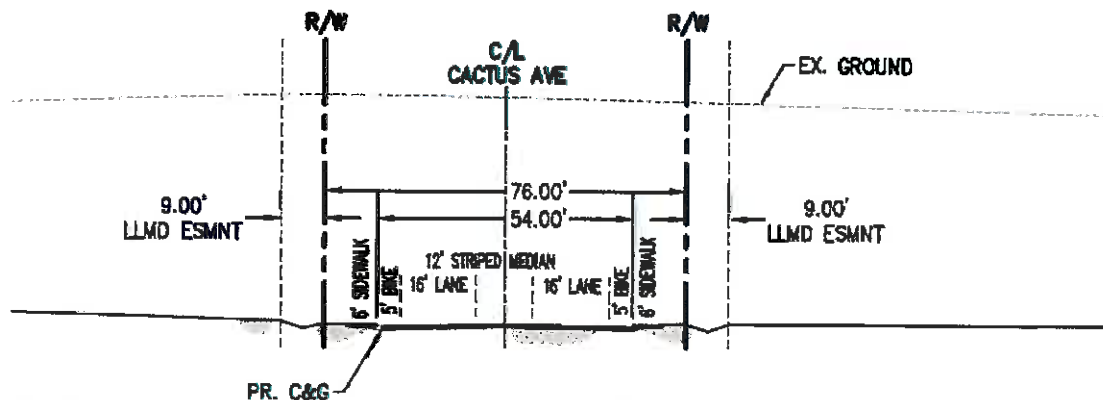 R/W
R/W
C/L
CACTUS AVE
EX. GROUND
76.00'
9.00'
LLMD ESMNT
54.00'
9.00'
LLMD ESMNT
6' SIDEWALK
5' BIKE
12' STRIPED MEDIAN
16' LANE
16' LANE
5' BIKE
6' SIDEWALK
PR. C&G